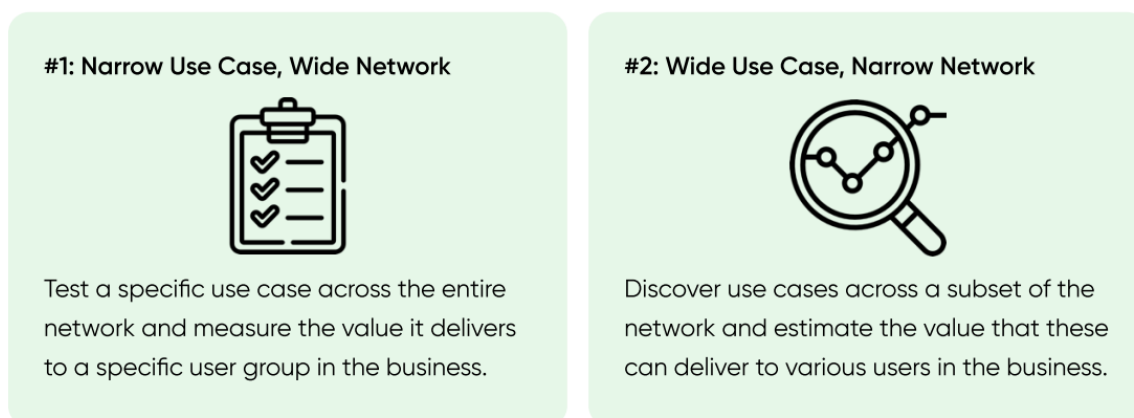 #1: Narrow Use Case, Wide Network
Test a specific use case across the entire
network and measure the value it delivers
to a specific user group in the business.
#2: Wide Use Case, Narrow Network
Discover use cases across a subset of the
network and estimate the value that these
can deliver to various users in the business.